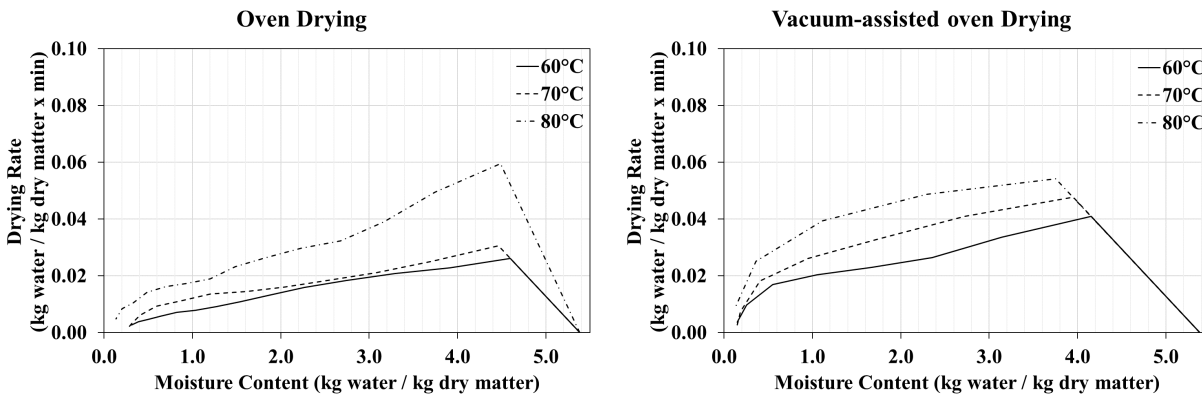 Oven Drying
Drying Rate
(kg water / kg dry matter x min)
0.10
0.08
0.06
0.04
0.02
0.00
60°C
70°C
80°C
0.0 1.0 2.0 3.0 4.0 5.0
Moisture Content (kg water / kg dry matter)
Vacuum-assisted oven Drying
Drying Rate
(kg water / kg dry matter x min)
0.10
0.08
0.06
0.04
0.02
0.00
60°C
70°C
80°C
0.0 1.0 2.0 3.0 4.0 5.0
Moisture Content (kg water / kg dry matter)